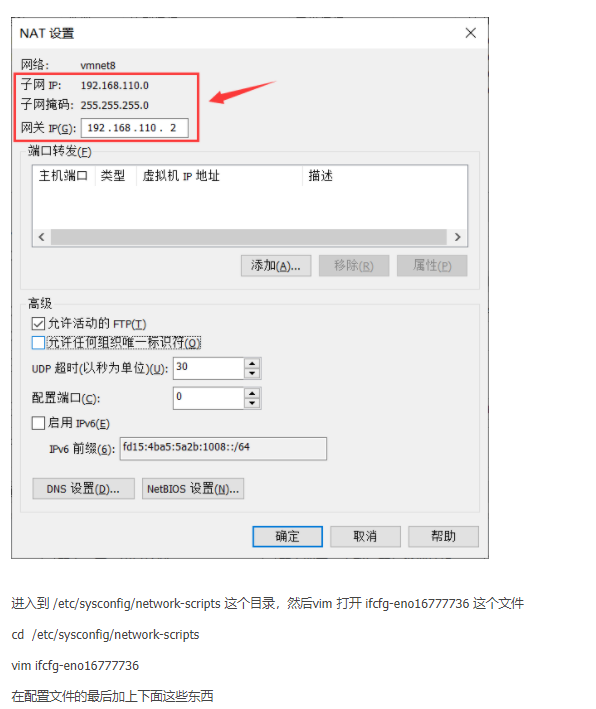 NAT 设置
网络: vmnet8
子网 IP: 192.168.110.0
子网掩码: 255.255.255.0
网关 IP(G): 192 . 168 . 110 . 2
端口转发(F)
主机端口 类型 虚拟机 IP 地址 描述
添加(A)... 移除(R) 属性(P)
高级
允许活动的 FTP(T)
允许任何组织唯一标识符(O)
UDP 超时(以秒为单位)(U): 30
配置端口(C): 0
启用 IPv6(E)
IPv6 前缀(6): fd15:4ba5:5a2b:1008::/64
DNS 设置(D)... NetBIOS 设置(N)...
确定 取消 帮助
进入到 /etc/sysconfig/network-scripts 这个目录，然后vim 打开 ifcfg-eno16777736 这个文件
cd /etc/sysconfig/network-scripts
vim ifcfg-eno16777736
在配置文件的最后加上下面这些东西